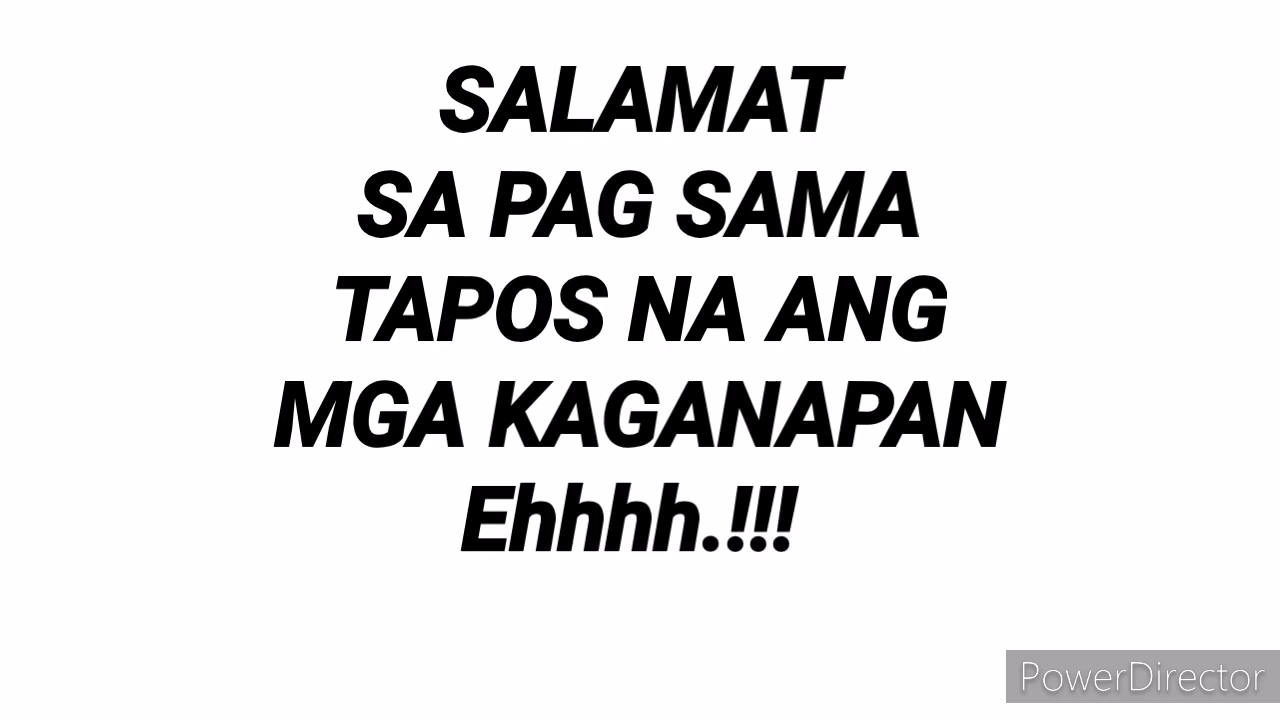 SALAMAT
SA PAG SAMA
TAPOS NA ANG
MGA KAGANAPAN
Ehhhh.!!!
PowerDirector